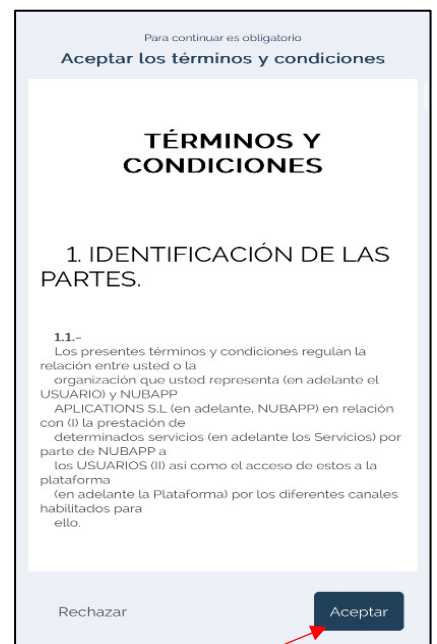 Para continuar es obligatorio
Aceptar los términos y condiciones
TÉRMINOS Y
CONDICIONES
1. IDENTIFICACIÓN DE LAS
PARTES.
1.1.-
Los presentes términos y condiciones regulan la
relación entre usted o la
organización que usted representa (en adelante el
USUARIO) y NUBAPP
APLICATIONS S.L (en adelante, NUBAPP) en relación
con (I) la prestación de
determinados servicios (en adelante los Servicios) por
parte de NUBAPP a
los USUARIOS (II) asi como el acceso de estos a la
plataforma
(en adelante la Plataforma) por los diferentes canales
habilitados para
ello.
Rechazar
Aceptar